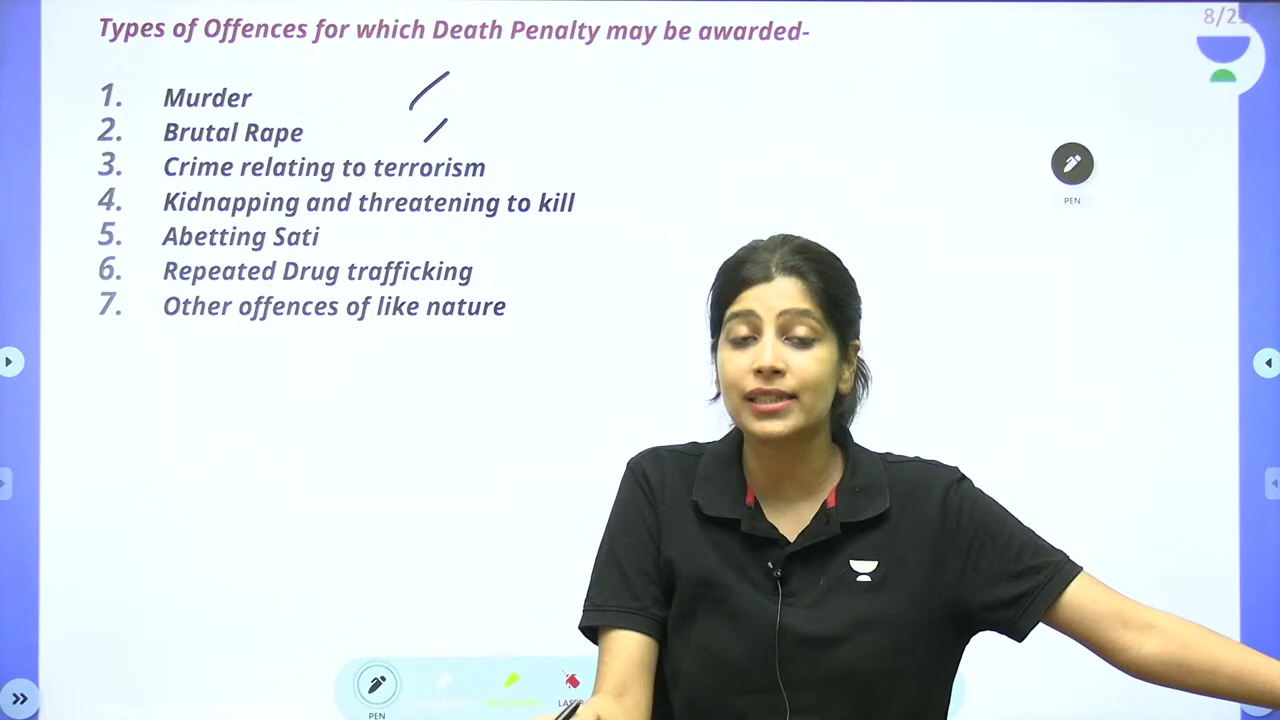 Types of Offences for which Death Penalty may be awarded-
8/2
1. Murder
2. Brutal Rape
3. Crime relating to terrorism
4. Kidnapping and threatening to kill
5. Abetting Sati
6. Repeated Drug trafficking
7. Other offences of like nature
PEN
PEN